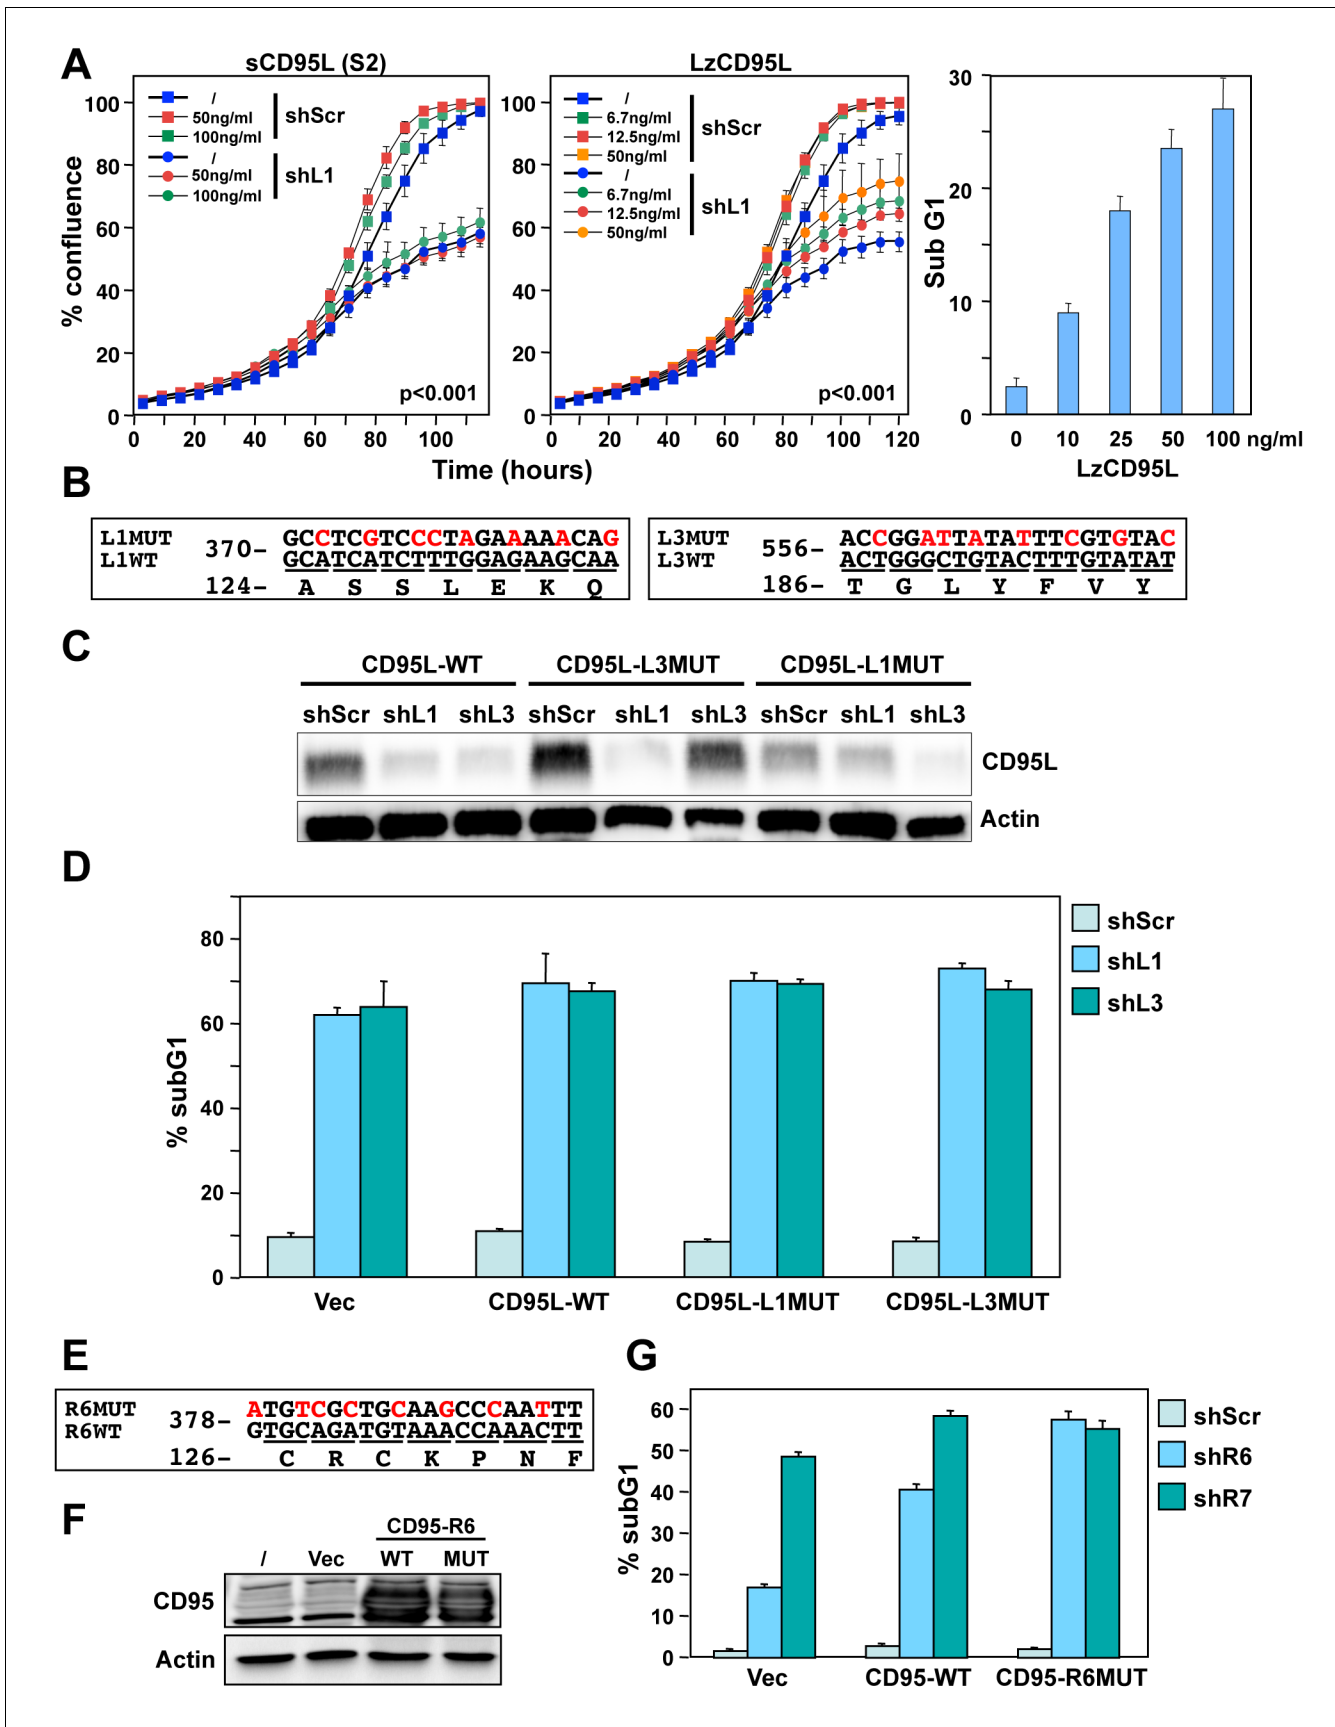 A
sCD95L (S2)
LzCD95L
% confluence
100
80
60
40
20
0
/
50ng/ml
100ng/ml
shScr
/
50ng/ml
100ng/ml
shL1
p<0.001
0 20 40 60 80 100
100
80
60
40
20
0
/
6.7ng/ml
12.5ng/ml
50ng/ml
shScr
/
6.7ng/ml
12.5ng/ml
50ng/ml
shL1
p<0.001
0 20 40 60 80 100 120
Time (hours)
Sub G1
30
20
10
0
0 10 25 50 100 ng/ml
LzCD95L
B
L1MUT GCCTCGTCCCTAGAAAAACAG
L1WT 370- GCATCATCTTTGGAGAAGCAA
124- A S S L E K Q
L3MUT ACCGGATTATATTTCGTGTAC
L3WT 556- ACTGGGCTGTACTTTGTATAT
186- T G L Y F V Y
C
CD95L-WT CD95L-L3MUT CD95L-L1MUT
shScr shL1 shL3 shScr shL1 shL3 shScr shL1 shL3
CD95L
Actin
D
% subG1
80
60
40
20
0
shScr
shL1
shL3
Vec CD95L-WT CD95L-L1MUT CD95L-L3MUT
E
R6MUT ATGTCGCTGCAAGCCCAATTT
R6WT 378- GTGCAGATGTAAACCAAACTT
126- C R C K P N F
F
CD95-R6
/ Vec WT MUT
CD95
Actin
G
% subG1
60
50
40
30
20
10
0
shScr
shR6
shR7
Vec CD95-WT CD95-R6MUT